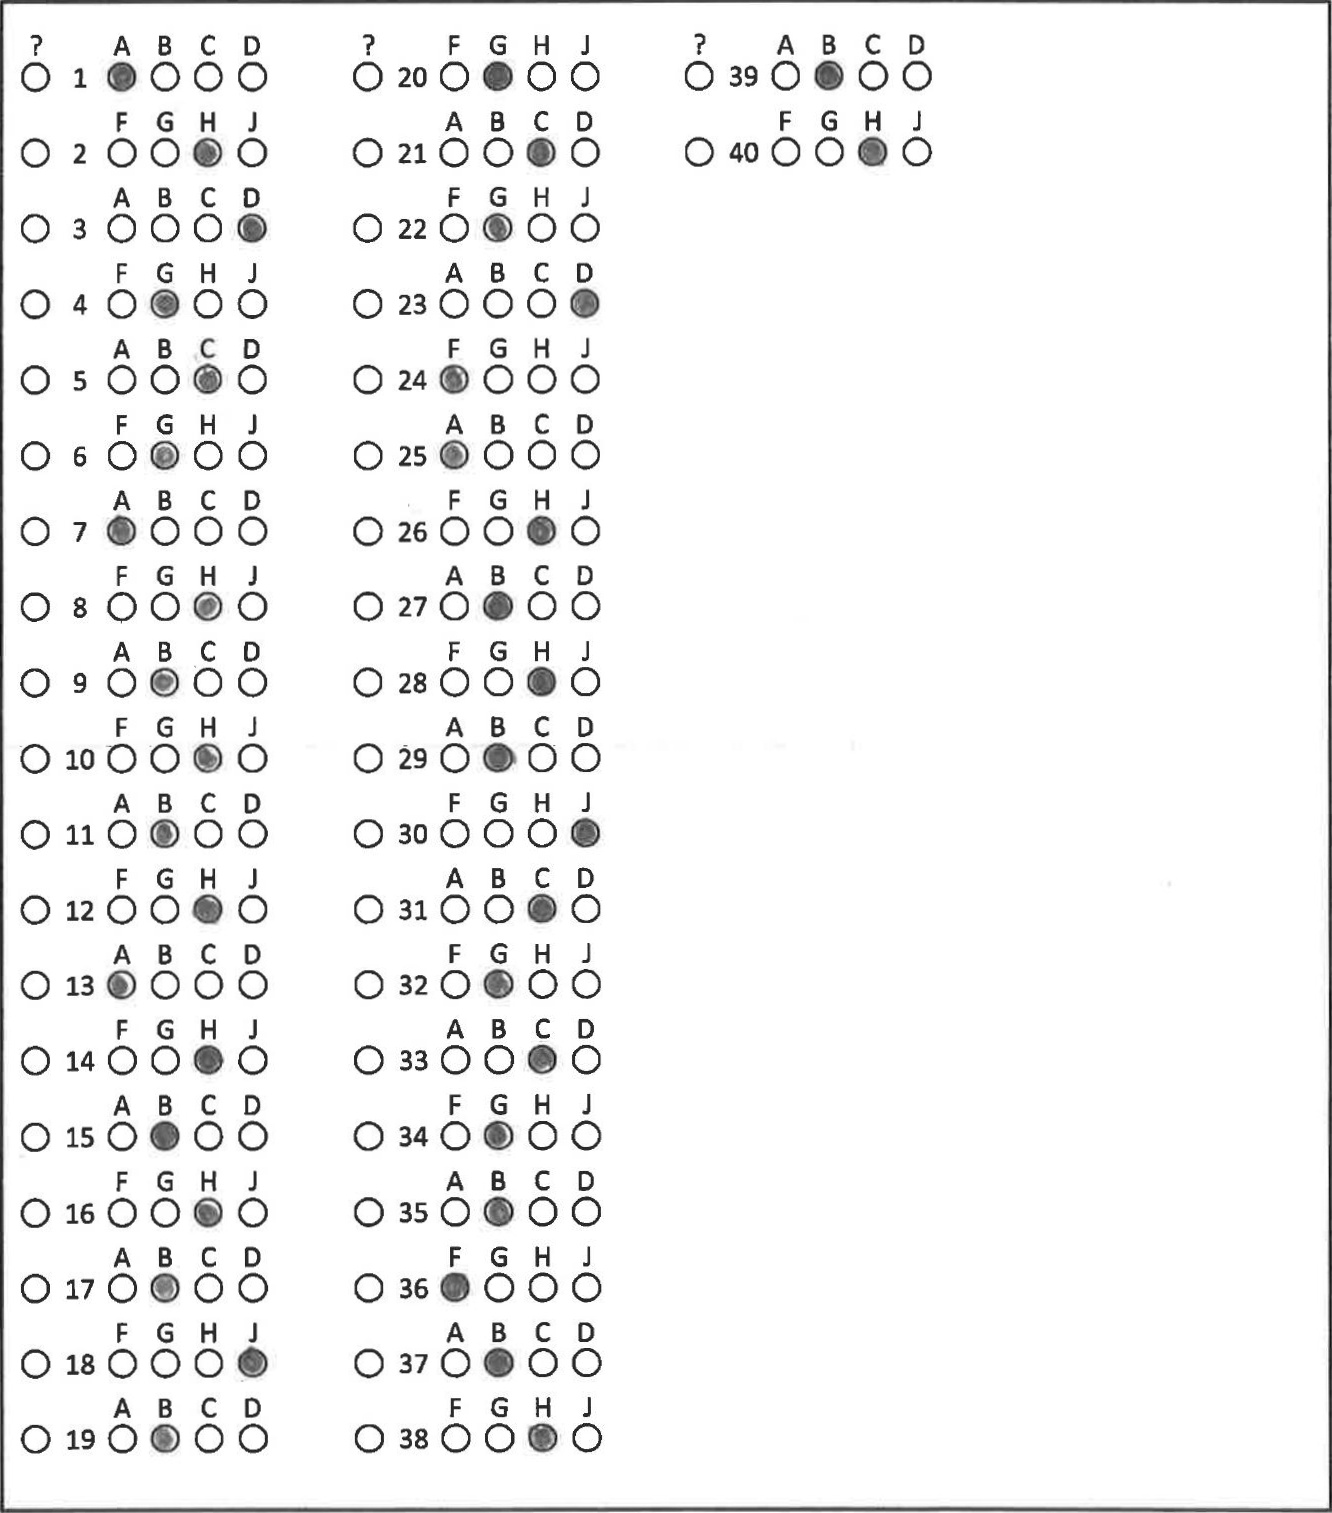 ? A B C D
1
F G H J
2
A B C D
3
F G H J
4
A B C D
5
F G H J
6
A B C D
7
F G H J
8
A B C D
9
F G H J
10
A B C D
11
F G H J
12
A B C D
13
F G H J
14
A B C D
15
F G H J
16
A B C D
17
F G H J
18
A B C D
19
? F G H J
20
A B C D
21
F G H J
22
A B C D
23
F G H J
24
A B C D
25
F G H J
26
A B C D
27
F G H J
28
A B C D
29
F G H J
30
A B C D
31
F G H J
32
A B C D
33
F G H J
34
A B C D
35
F G H J
36
A B C D
37
F G H J
38
? A B C D
39
F G H J
40